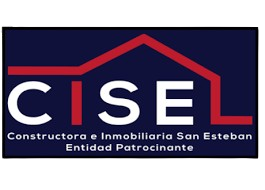 CISEL
Constructora e Inmobiliaria San Esteban
Entidad Patrocinante